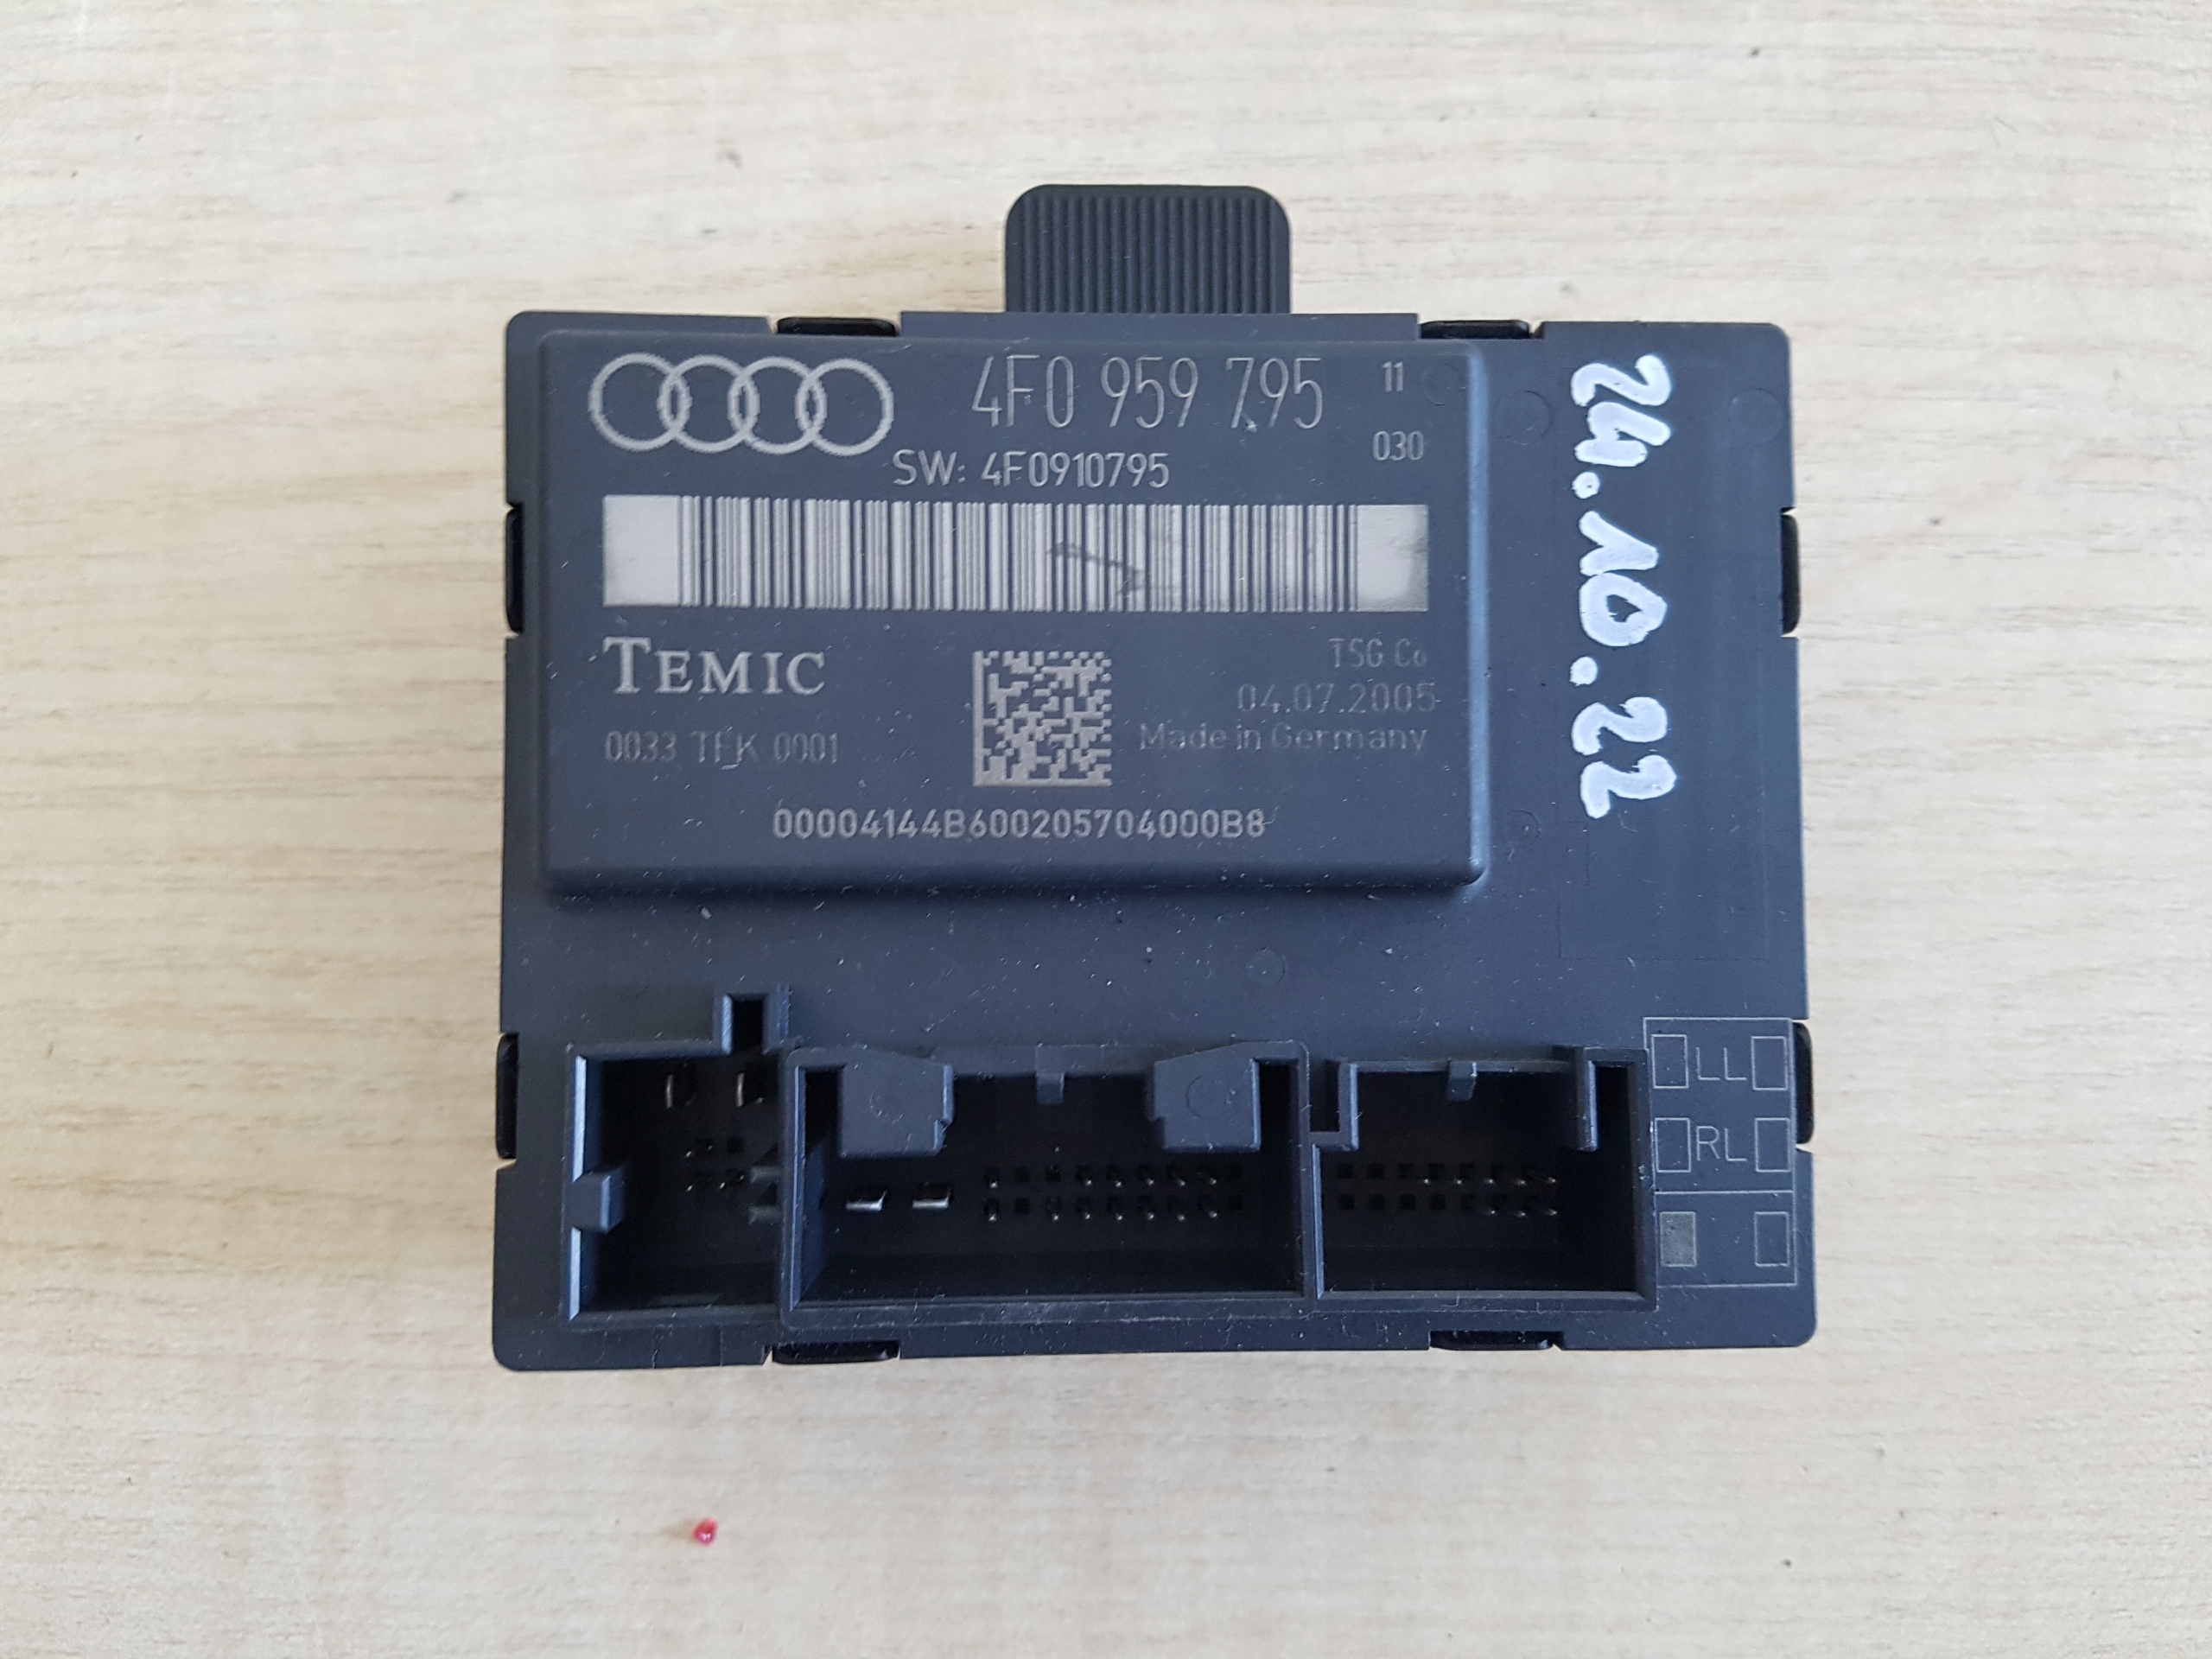 4F0 959 795
11
030
SW: 4F0910795
TEMIC
TSG Co
04.07.2005
Made in Germany
0033 TFK 0001
00004144B600205704000B8
24.10.22
LL
RL